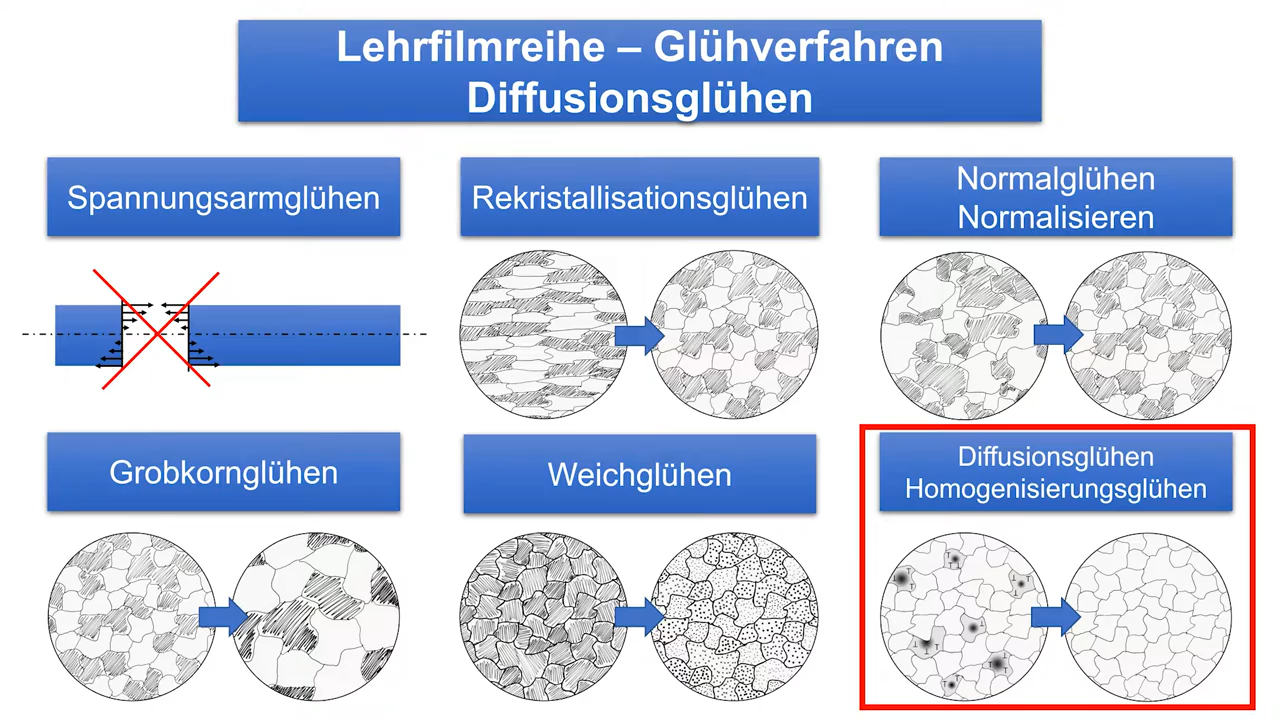 Lehrfilmreihe – Glühverfahren
Diffusionsglühen
Spannungsarmglühen
Rekristallisationsglühen
Normalglühen
Normalisieren
Grobkornglühen
Weichglühen
Diffusionsglühen
Homogenisierungsglühen